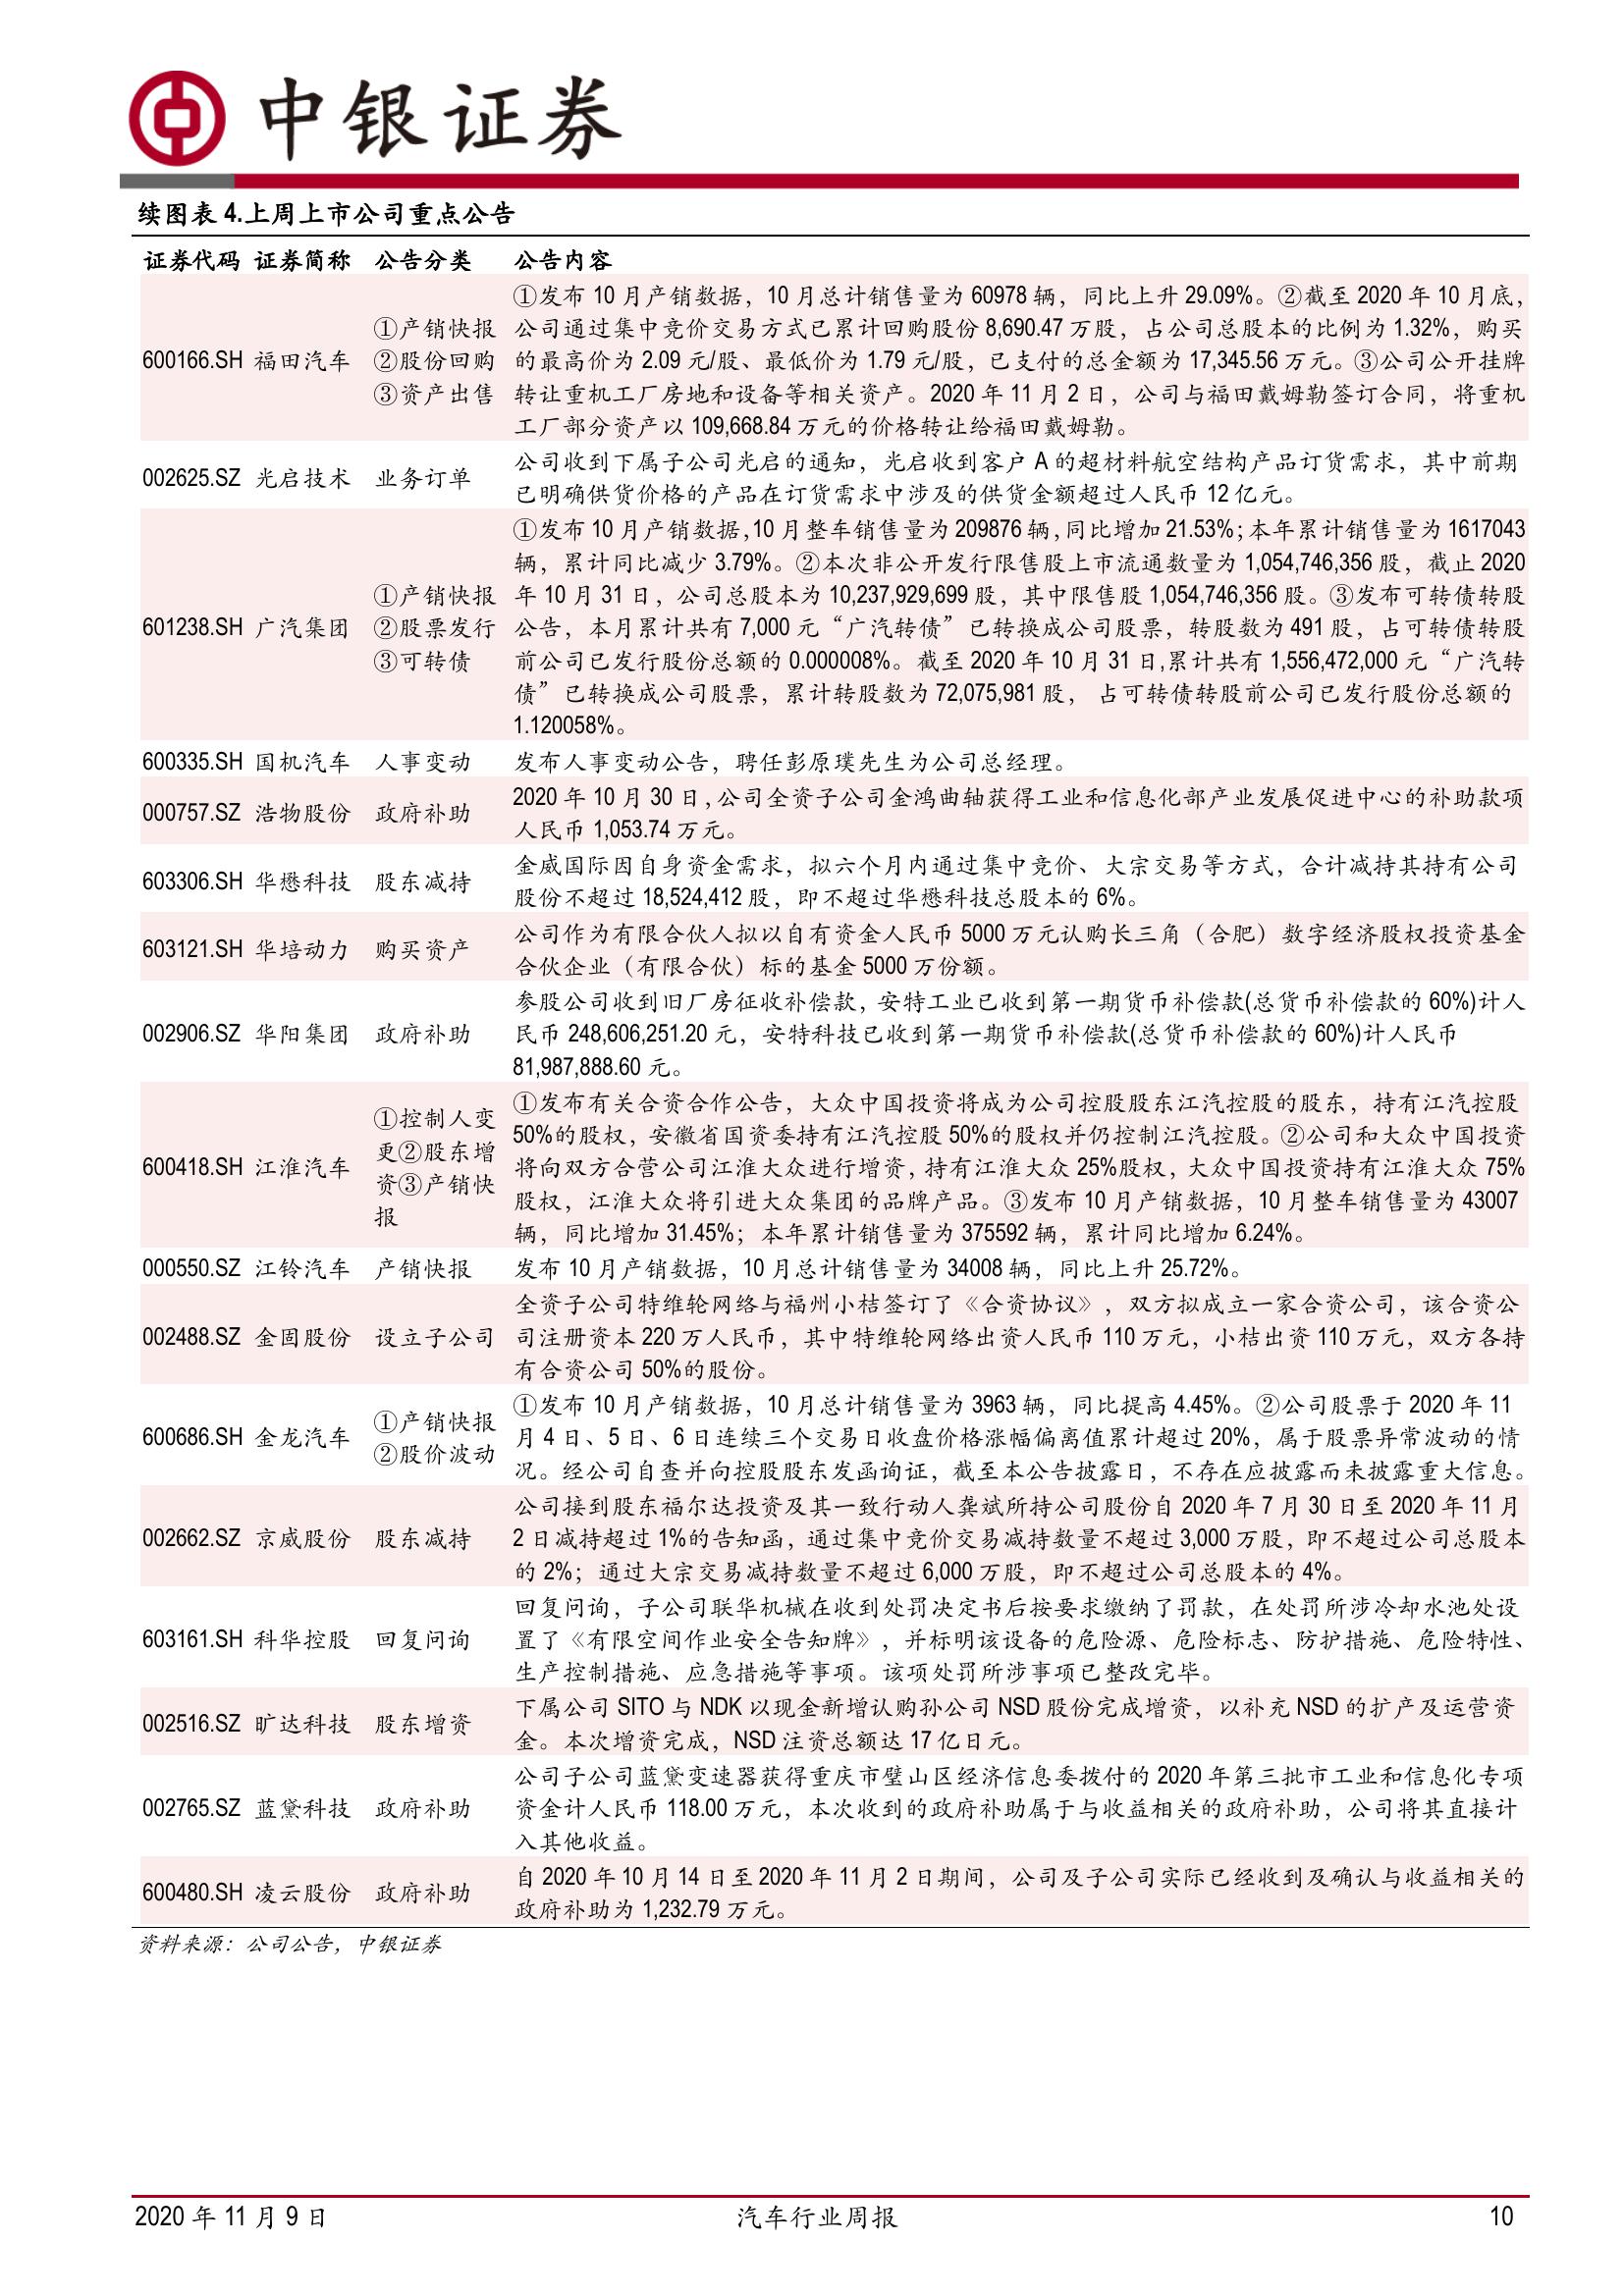 中银证券
续图表 4.上周上市公司重点公告
证券代码 证券简称 公告分类 公告内容
①发布 10 月产销数据，10 月总计销售量为 60978 辆，同比上升 29.09%。②截至 2020 年 10 月底，
①产销快报 公司通过集中竞价交易方式已累计回购股份 8,690.47 万股，占公司总股本的比例为 1.32%，购买
600166.SH 福田汽车 ②股份回购 的最高价为 2.09 元/股、最低价为 1.79 元/股，已支付的总金额为 17,345.56 万元。③公司公开挂牌
③资产出售 转让重机工厂房地和设备等相关资产。2020 年 11 月 2 日，公司与福田戴姆勒签订合同，将重机
工厂部分资产以 109,668.84 万元的价格转让给福田戴姆勒。
002625.SZ 光启技术 业务订单 公司收到下属子公司光启的通知，光启收到客户 A 的超材料航空结构产品订货需求，其中前期
已明确供货价格的产品在订货需求中涉及的供货金额超过人民币 12 亿元。
①发布 10 月产销数据,10 月整车销售量为 209876 辆,同比增加 21.53%;本年累计销售量为 1617043
辆，累计同比减少 3.79%。②本次非公开发行限售股上市流通数量为 1,054,746,356 股，截止 2020
①产销快报 年 10 月 31 日，公司总股本为 10,237,929,699 股，其中限售股 1,054,746,356 股。③发布可转债转股
601238.SH 广汽集团 ②股票发行 公告，本月累计共有 7,000 元“广汽转债”已转换成公司股票，转股数为 491 股，占可转债转股
③可转债 前公司已发行股份总额的 0.000008%。截至 2020 年 10 月 31 日,累计共有 1,556,472,000 元“广汽转
债”已转换成公司股票，累计转股数为 72,075,981 股， 占可转债转股前公司已发行股份总额的
1.120058%。
600335.SH 国机汽车 人事变动 发布人事变动公告，聘任彭原璞先生为公司总经理。
000757.SZ 浩物股份 政府补助 2020 年 10 月 30 日,公司全资子公司金鸿曲轴获得工业和信息化部产业发展促进中心的补助款项
人民币 1,053.74 万元。
603306.SH 华懋科技 股东减持 金威国际因自身资金需求，拟六个月内通过集中竞价、大宗交易等方式，合计减持其持有公司
股份不超过 18,524,412 股，即不超过华懋科技总股本的 6%。
603121.SH 华培动力 购买资产 公司作为有限合伙人拟以自有资金人民币 5000 万元认购长三角（合肥）数字经济股权投资基金
合伙企业（有限合伙）标的基金 5000 万份额。
参股公司收到旧厂房征收补偿款，安特工业已收到第一期货币补偿款(总货币补偿款的 60%)计人
002906.SZ 华阳集团 政府补助 民币 248,606,251.20 元，安特科技已收到第一期货币补偿款(总货币补偿款的 60%)计人民币
81,987,888.60 元。
①控制人变 ①发布有关合资合作公告，大众中国投资将成为公司控股股东江汽控股的股东，持有江汽控股
更②股东增 50%的股权，安徽省国资委持有江汽控股 50%的股权并仍控制江汽控股。②公司和大众中国投资
600418.SH 江淮汽车 资③产销快 将向双方合营公司江淮大众进行增资，持有江淮大众 25%股权，大众中国投资持有江淮大众 75%
报 股权，江淮大众将引进大众集团的品牌产品。③发布 10 月产销数据，10 月整车销售量为 43007
辆，同比增加 31.45%；本年累计销售量为 375592 辆，累计同比增加 6.24%。
000550.SZ 江铃汽车 产销快报 发布 10 月产销数据，10 月总计销售量为 34008 辆，同比上升 25.72%。
全资子公司特维轮网络与福州小桔签订了《合资协议》，双方拟成立一家合资公司，该合资公
002488.SZ 金固股份 设立子公司 司注册资本 220 万人民币，其中特维轮网络出资人民币 110 万元，小桔出资 110 万元，双方各持
有合资公司 50%的股份。
①发布 10 月产销数据，10 月总计销售量为 3963 辆，同比提高 4.45%。②公司股票于 2020 年 11
600686.SH 金龙汽车 ①产销快报 月 4 日、5 日、6 日连续三个交易日收盘价格涨幅偏离值累计超过 20%，属于股票异常波动的情
②股价波动 况。经公司自查并向控股股东发函询证，截至本公告披露日，不存在应披露而未披露重大信息。
公司接到股东福尔达投资及其一致行动人龚斌所持公司股份自 2020 年 7 月 30 日至 2020 年 11 月
002662.SZ 京威股份 股东减持 2 日减持超过 1%的告知函，通过集中竞价交易减持数量不超过 3,000 万股，即不超过公司总股本
的 2%；通过大宗交易减持数量不超过 6,000 万股，即不超过公司总股本的 4%。
回复问询，子公司联华机械在收到处罚决定书后按要求缴纳了罚款，在处罚所涉冷却水池处设
603161.SH 科华控股 回复问询 置了《有限空间作业安全告知牌》，并标明该设备的危险源、危险标志、防护措施、危险特性、
生产控制措施、应急措施等事项。该项处罚所涉事项已整改完毕。
002516.SZ 旷达科技 股东增资 下属公司 SITO 与 NDK 以现金新增认购孙公司 NSD 股份完成增资，以补充 NSD 的扩产及运营资
金。本次增资完成，NSD 注资总额达 17 亿日元。
公司子公司蓝黛变速器获得重庆市璧山区经济信息委拨付的 2020 年第三批市工业和信息化专项
002765.SZ 蓝黛科技 政府补助 资金计人民币 118.00 万元，本次收到的政府补助属于与收益相关的政府补助，公司将其直接计
入其他收益。
600480.SH 凌云股份 政府补助 自 2020 年 10 月 14 日至 2020 年 11 月 2 日期间，公司及子公司实际已经收到及确认与收益相关的
政府补助为 1,232.79 万元。
资料来源：公司公告，中银证券
2020 年 11 月 9 日 汽车行业周报 10